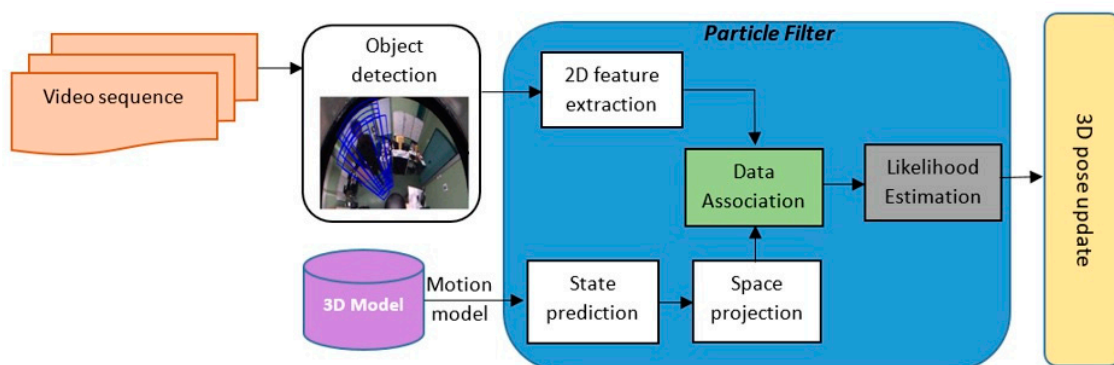 Video sequence
Object
detection
Particle Filter
2D feature
extraction
Data
Association
Likelihood
Estimation
3D pose update
3D Model
Motion
model
State
prediction
Space
projection